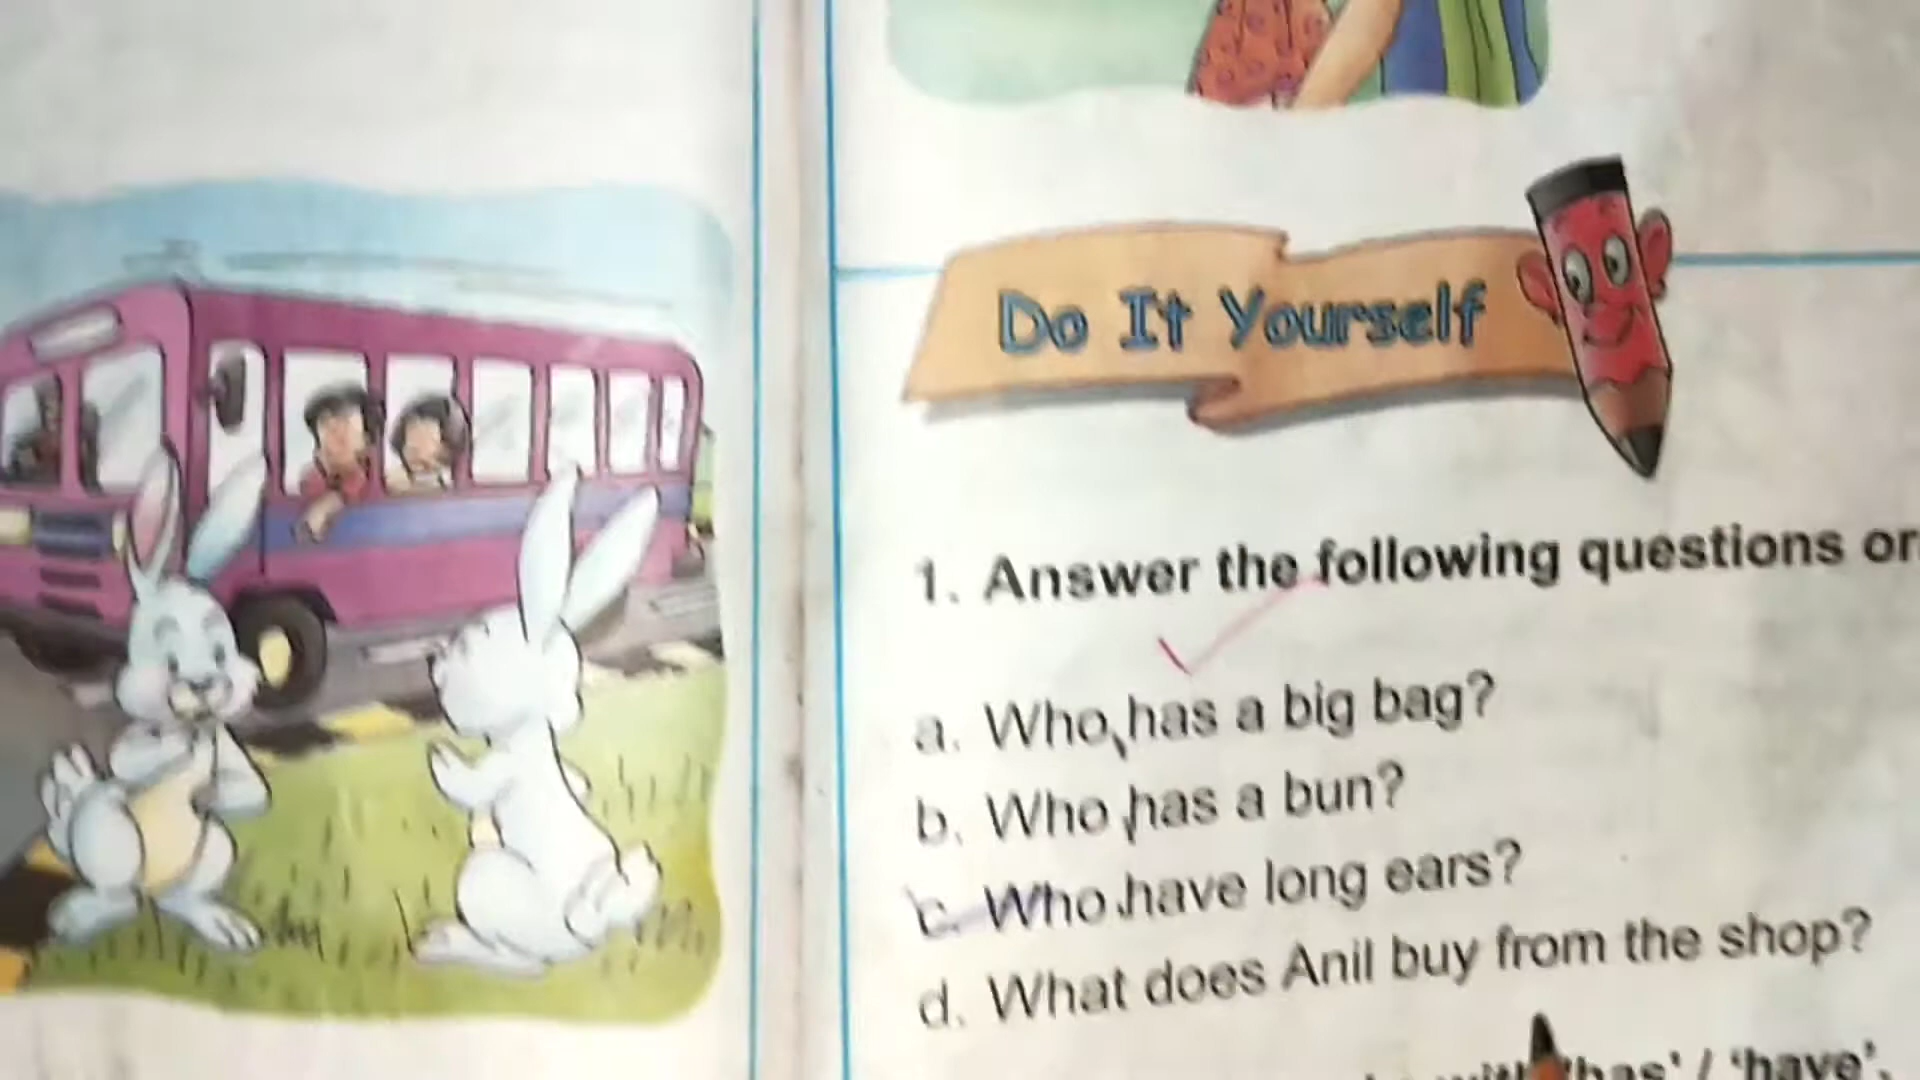 Do It Yourself
1. Answer the following questions or
a. Who has a big bag?
b. Who has a bun?
c. Who have long ears?
d. What does Anil buy from the shop?
'has' / 'have'.